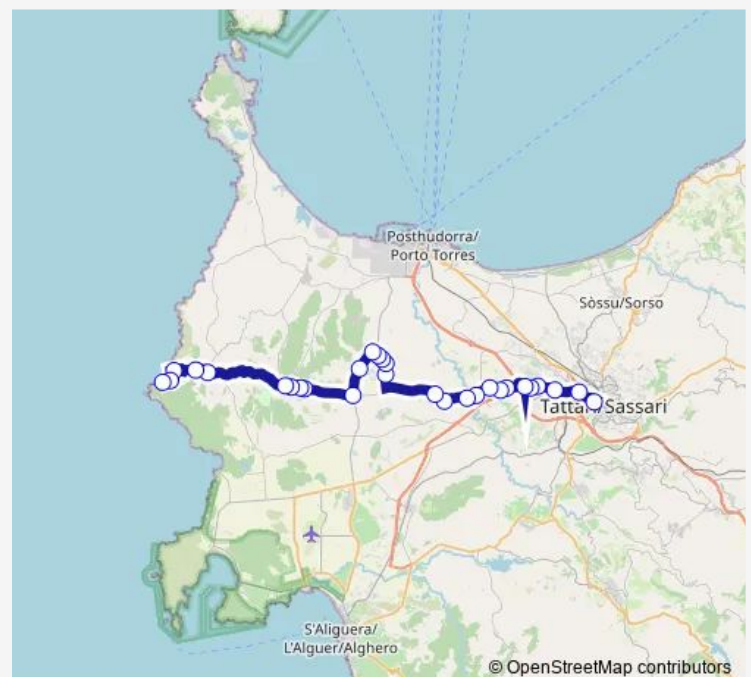 Posthudorra/
Porto Torres
Sòssu/Sorso
Tattari/Sassari
S'Aliguera/
L'Alguer/Alghero
© OpenStreetMap contributors